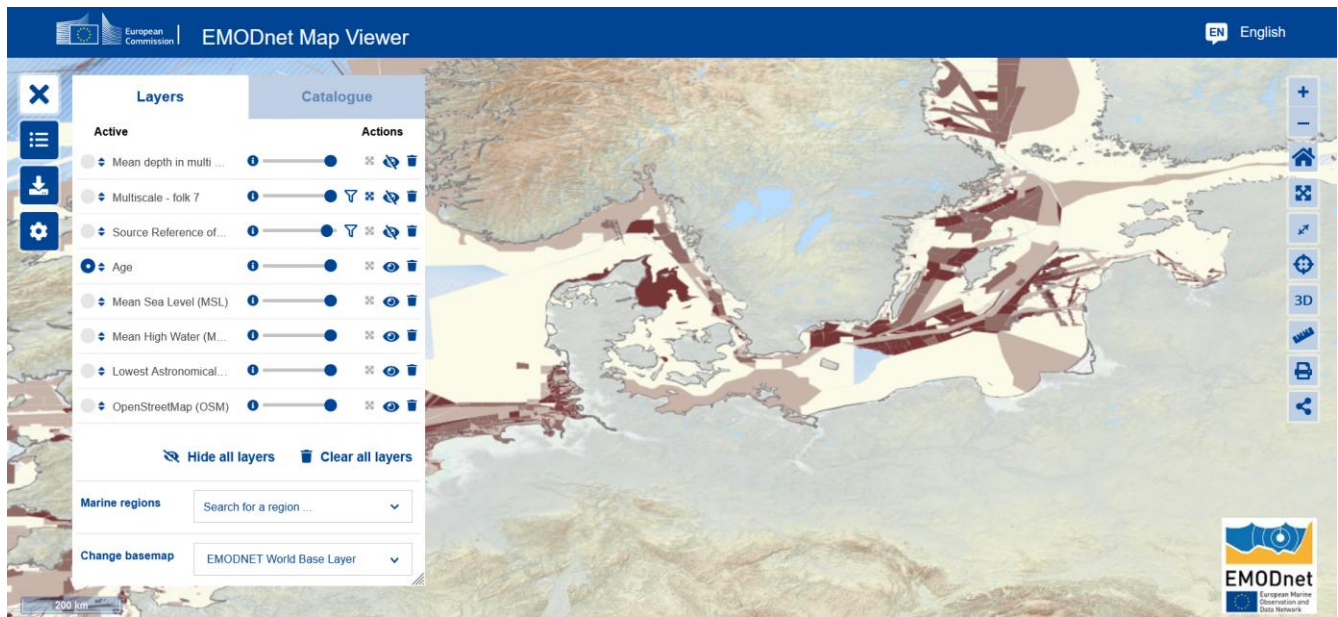 European
Commission
EMODnet Map Viewer
EN English
Layers
Catalogue
Active
Actions
Mean depth in multi ...
Multiscale - folk 7
Source Reference of...
Age
Mean Sea Level (MSL)
Mean High Water (M...
Lowest Astronomical...
OpenStreetMap (OSM)
Hide all layers
Clear all layers
Marine regions
Search for a region ...
Change basemap
EMODNET World Base Layer
200 km
3D
EMODnet
European Marine
Observation and
Data Network